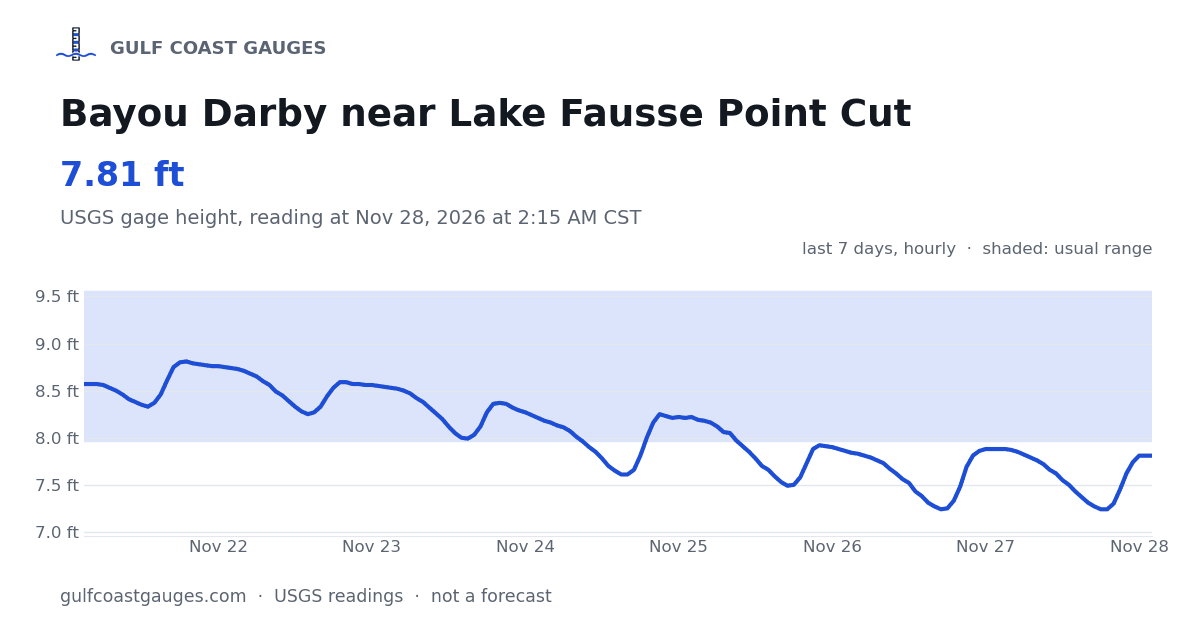 GULF COAST GAUGES
Bayou Darby near Lake Fausse Point Cut
7.81 ft
USGS gage height, reading at Nov 28, 2026 at 2:15 AM CST
last 7 days, hourly · shaded: usual range
9.5 ft
9.0 ft
8.5 ft
8.0 ft
7.5 ft
7.0 ft
Nov 22 Nov 23 Nov 24 Nov 25 Nov 26 Nov 27 Nov 28
gulfcoastgauges.com · USGS readings · not a forecast